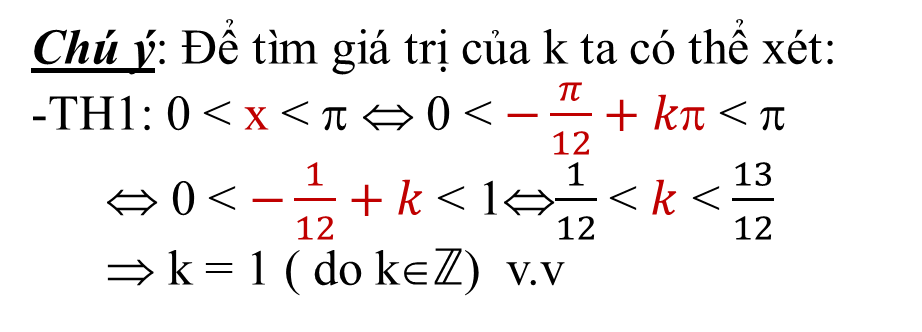 Chú ý: Để tìm giá trị của k ta có thể xét:
-TH1: 0 < x < π ⇔ 0 < −π/12 + kπ < π
⇔ 0 < −1/12 + k < 1⇔1/12 < k < 13/12
⇒ k = 1 ( do k∈ℤ) v.v